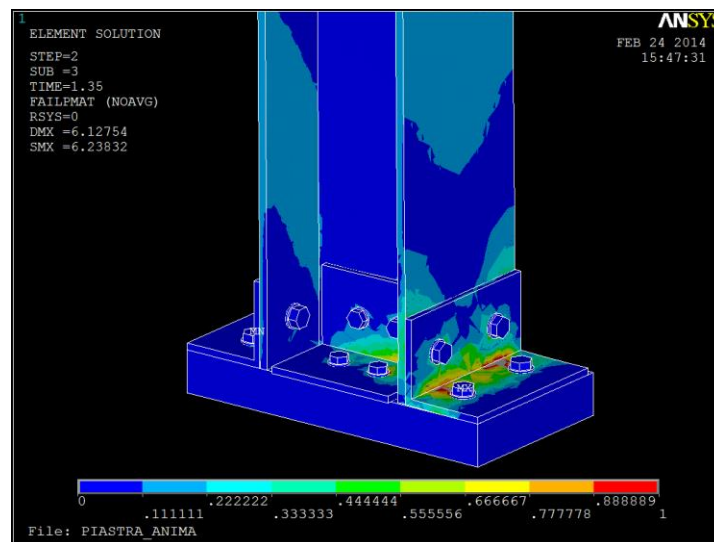 1
ELEMENT SOLUTION
STEP=2
SUB =3
TIME=1.35
FAILPMAT (NOAVG)
RSYS=0
DMX =6.12754
SMX =6.23832
ANSYS
FEB 24 2014
15:47:31
MN
MX
0 .222222 .444444 .666667 .888889
.111111 .333333 .555556 .777778 1
File: PIASTRA_ANIMA